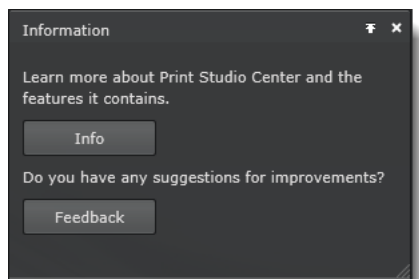 Information
Learn more about Print Studio Center and the
features it contains.
Info
Do you have any suggestions for improvements?
Feedback